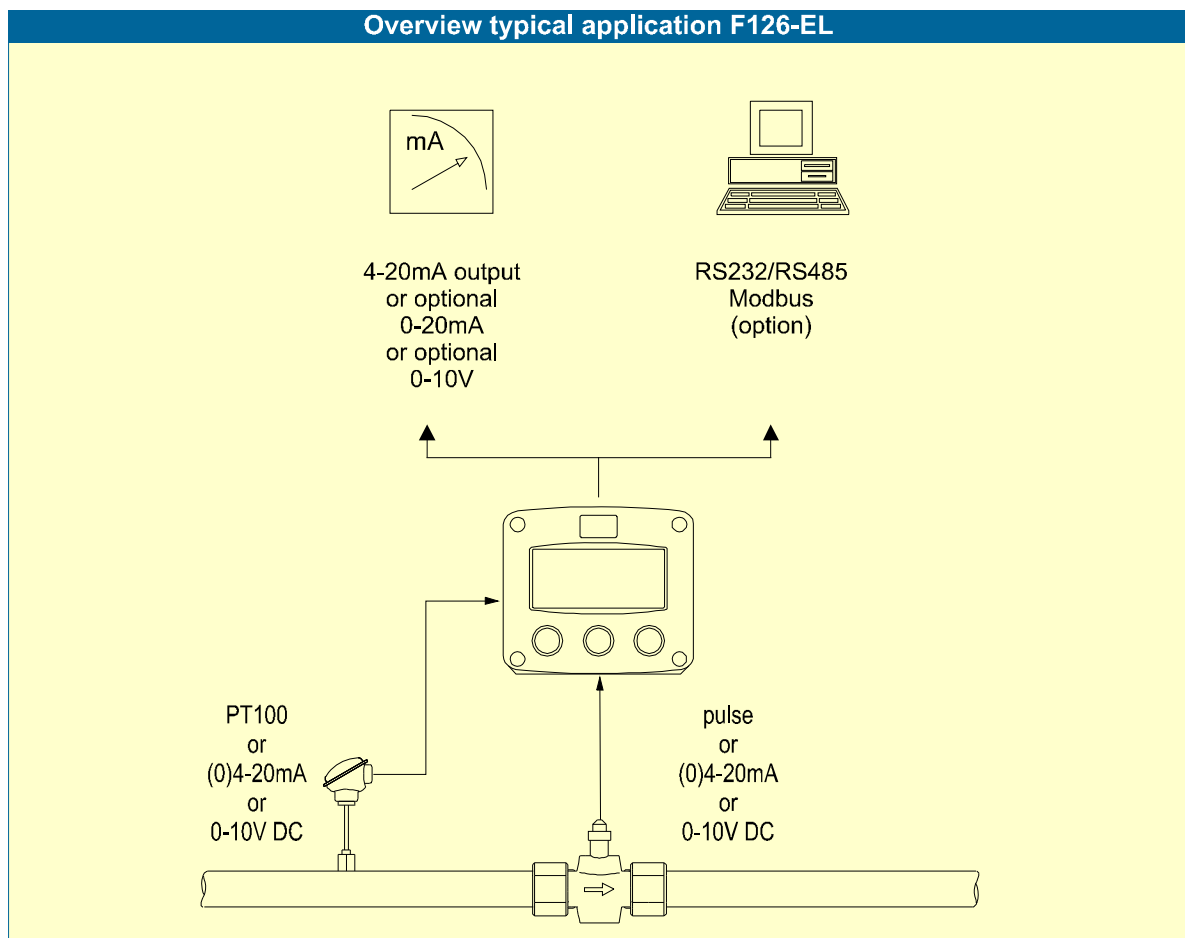 Overview typical application F126-EL
mA
4-20mA output
or optional
0-20mA
or optional
0-10V
RS232/RS485
Modbus
(option)
PT100
or
(0)4-20mA
or
0-10V DC
pulse
or
(0)4-20mA
or
0-10V DC